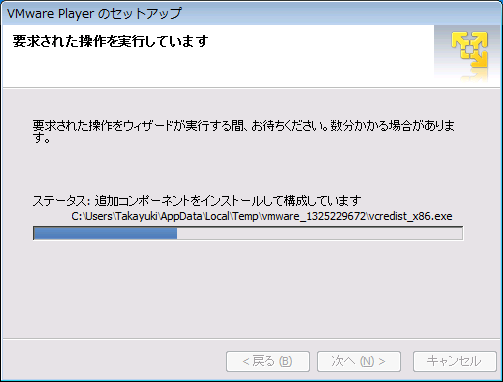 VMware Player のセットアップ
要求された操作を実行しています
要求された操作をウィザードが実行する間、お待ちください。数分かかる場合がありま
す。
ステータス: 追加コンポーネントをインストールして構成しています
C:\Users\Takayuki\AppData\Local\Temp\vmware_1325229672\vcredist_x86.exe
< 戻る (B) 次へ (N) > キャンセル